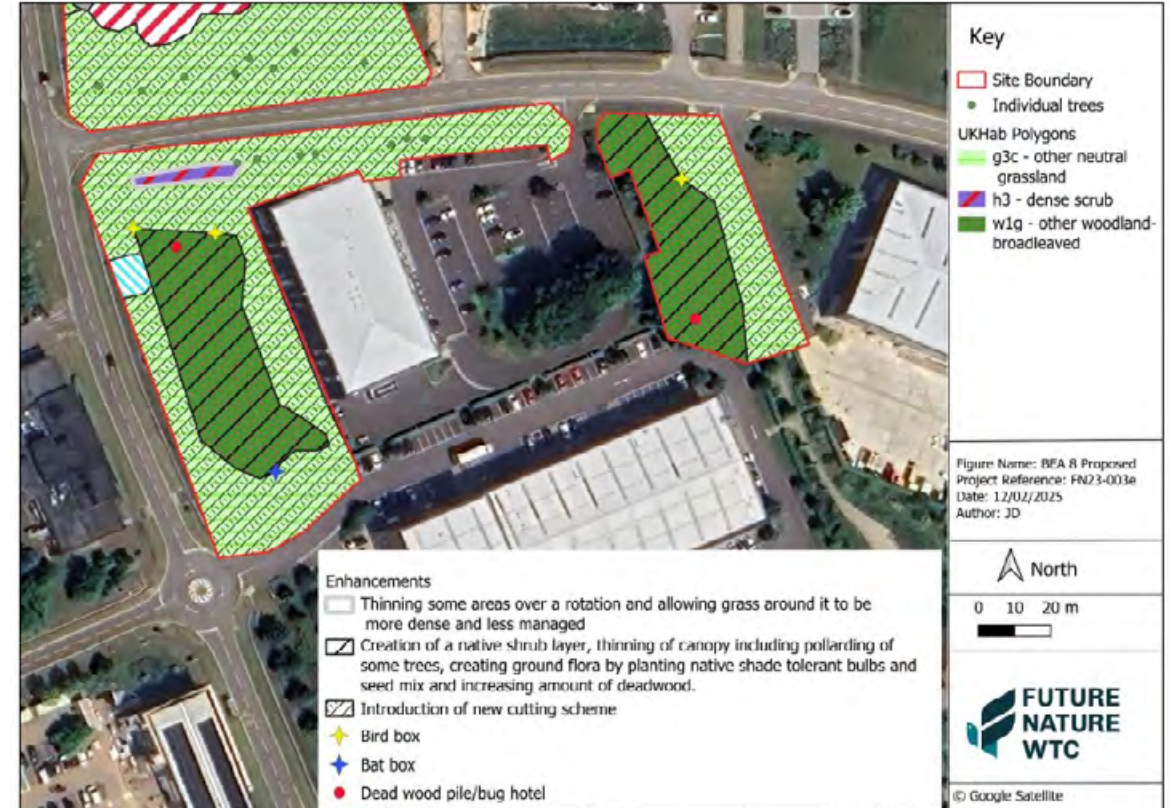 Key
Site Boundary
Individual trees
UKHab Polygons
g3c - other neutral
grassland
h3 - dense scrub
w1g - other woodland-
broadleaved
Figure Name: BEA 8 Proposed
Project Reference: FN23-003e
Date: 12/02/2025
Author: JD
North
0 10 20 m
FUTURE
NATURE
WTC
© Google Satellite
Enhancements
Thinning some areas over a rotation and allowing grass around it to be
more dense and less managed
Creation of a native shrub layer, thinning of canopy including pollarding of
some trees, creating ground flora by planting native shade tolerant bulbs and
seed mix and increasing amount of deadwood.
Introduction of new cutting scheme
Bird box
Bat box
Dead wood pile/bug hotel